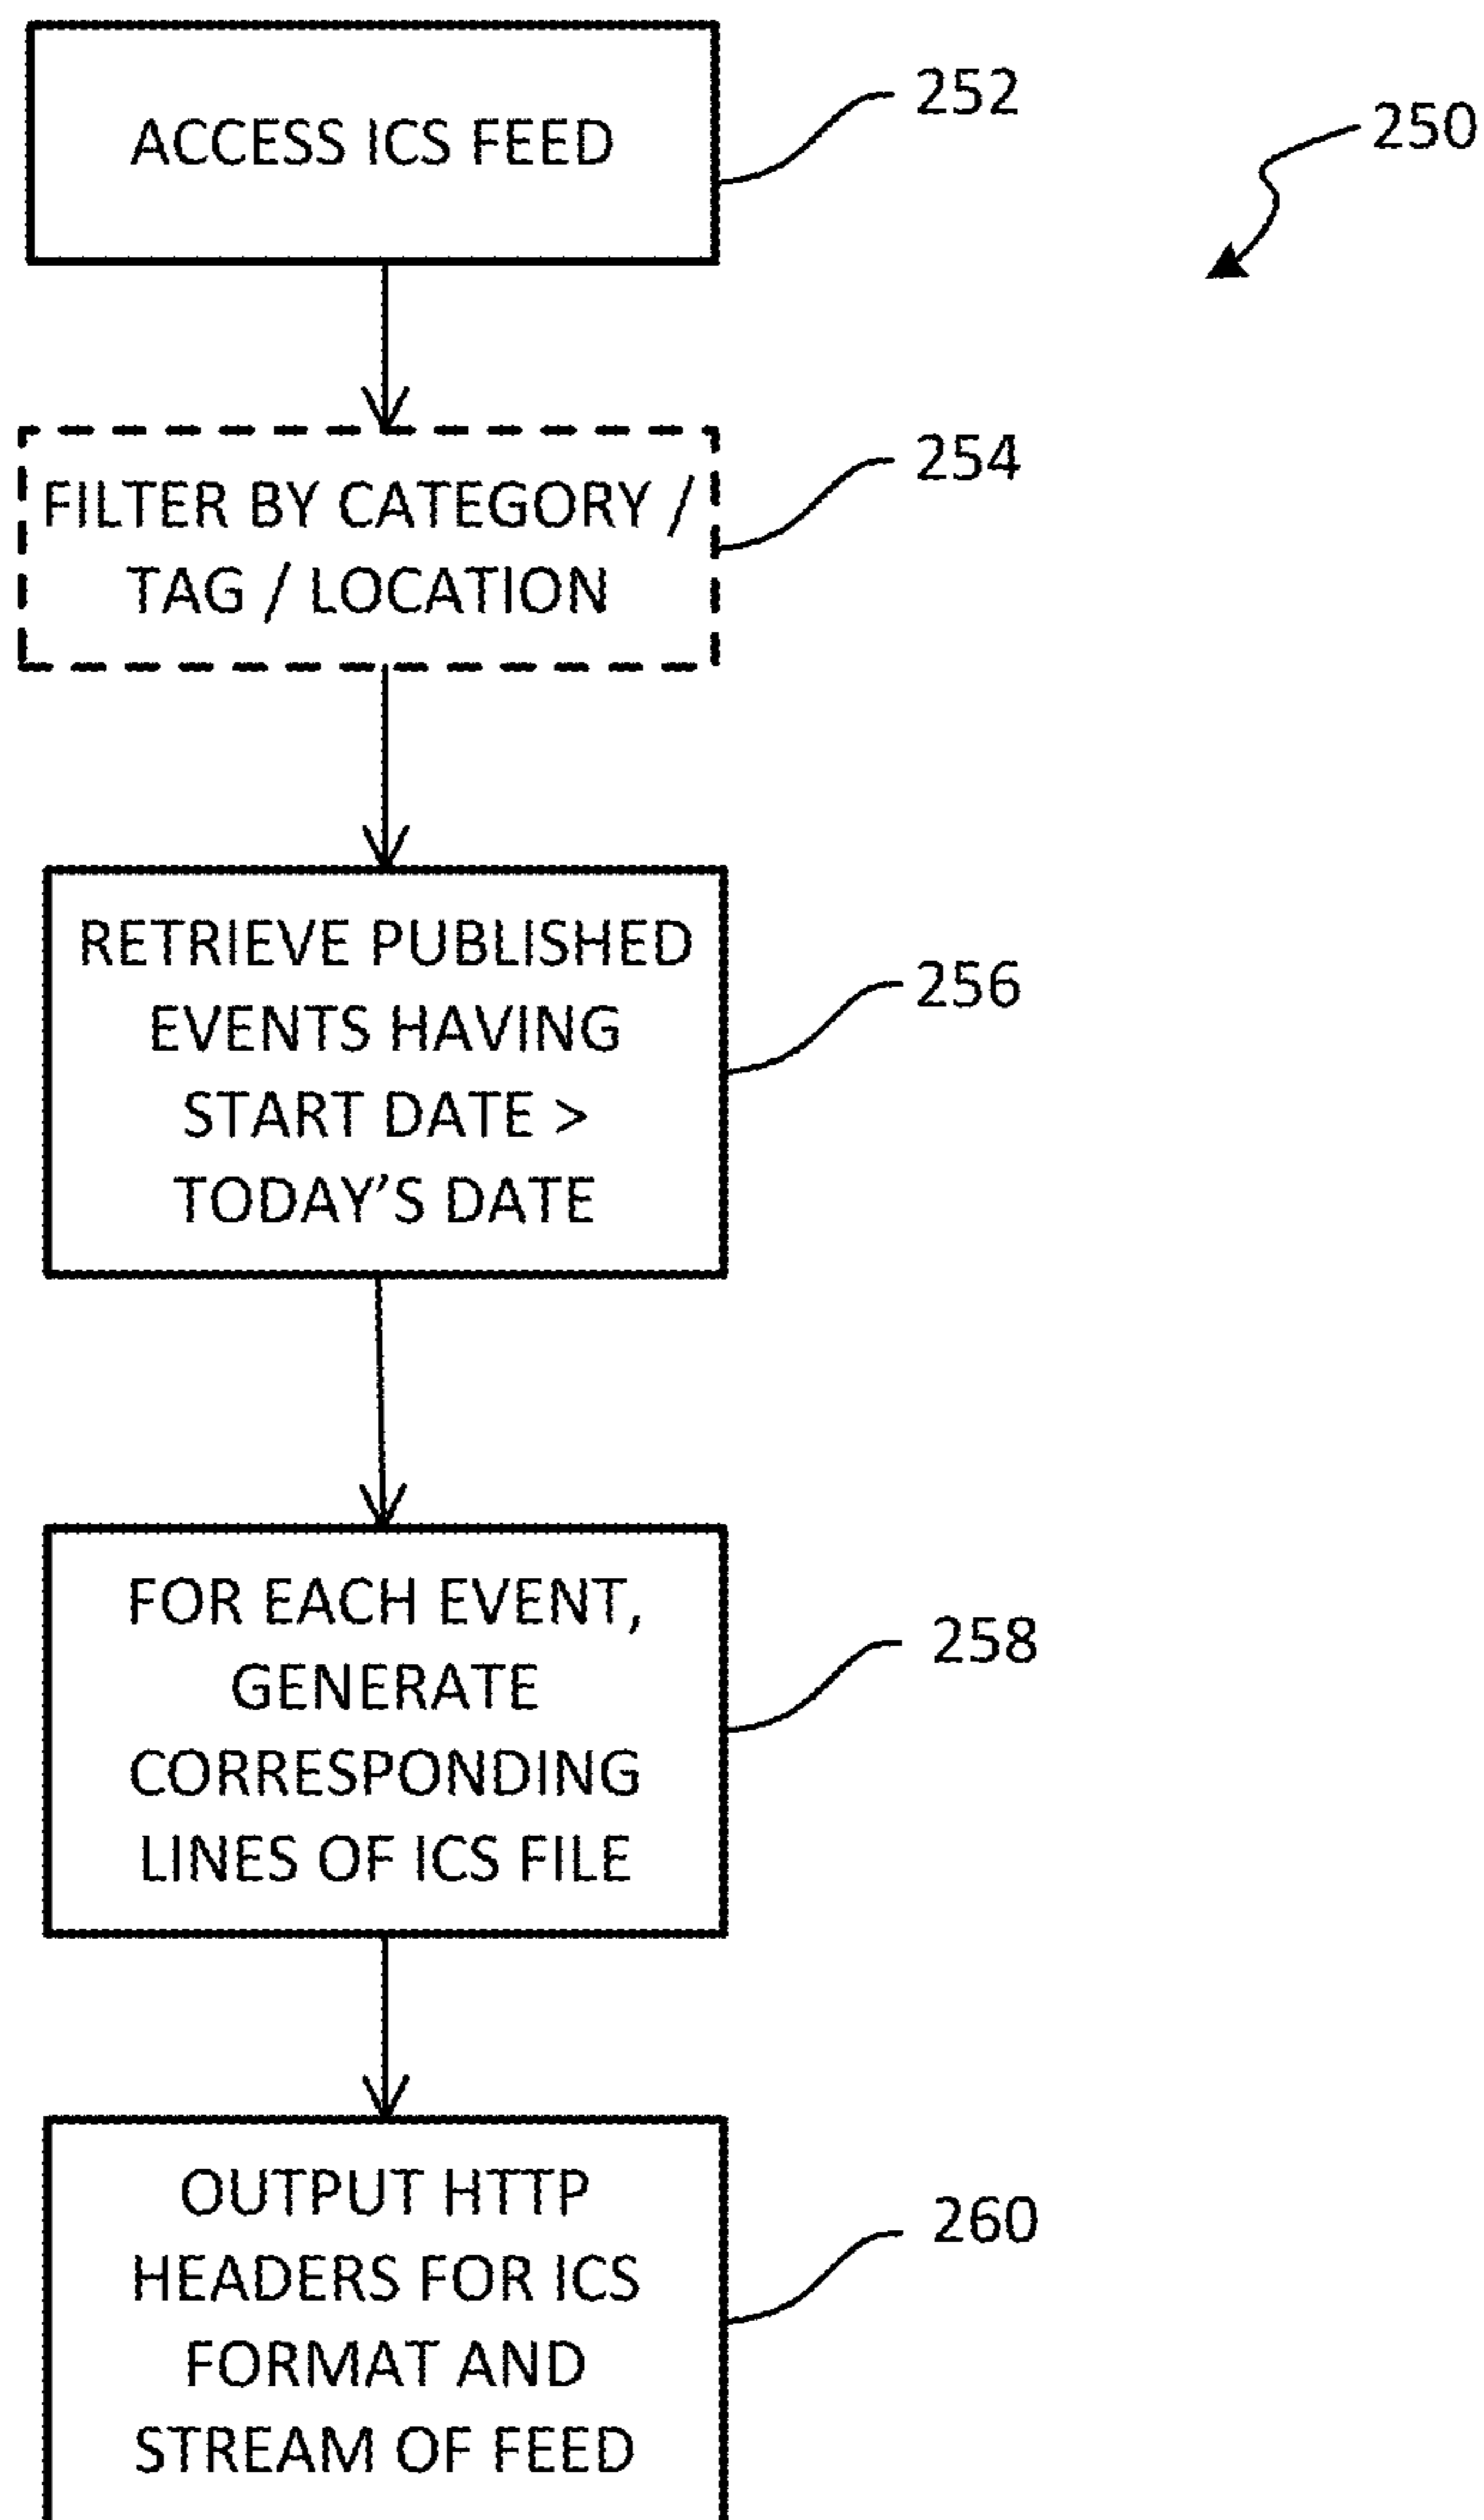 ACCESS ICS FEED
252
250
FILTER BY CATEGORY /
TAG / LOCATION
254
RETRIEVE PUBLISHED
EVENTS HAVING
START DATE >
TODAY'S DATE
256
FOR EACH EVENT,
GENERATE
CORRESPONDING
LINES OF ICS FILE
258
OUTPUT HTTP
HEADERS FOR ICS
FORMAT AND
STREAM OF FEED
260